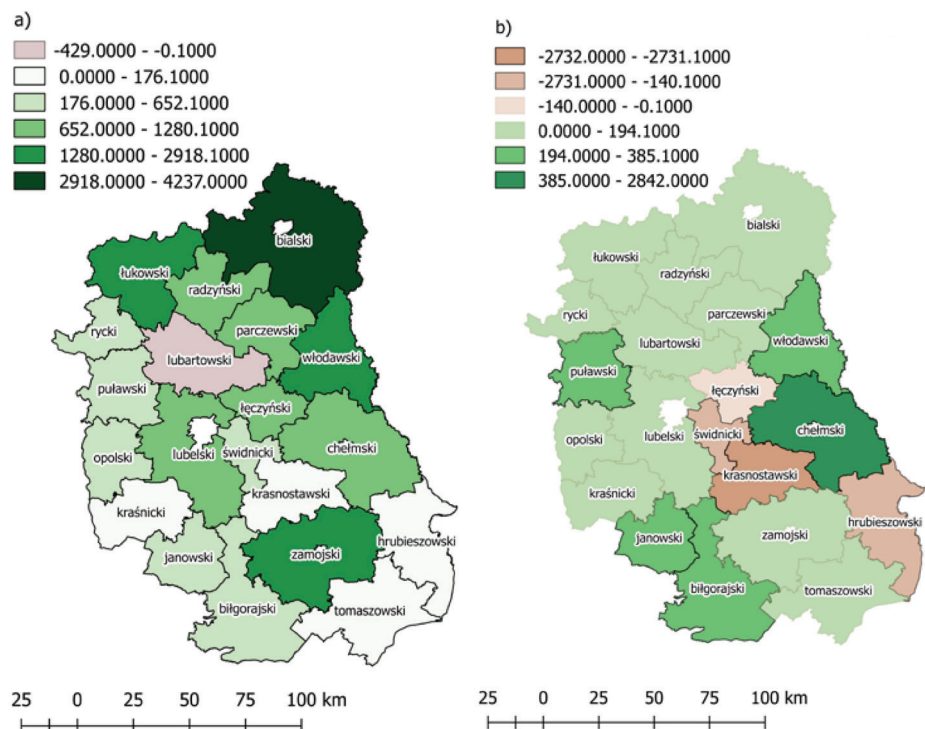 a)
-429.0000 - -0.1000
0.0000 - 176.1000
176.0000 - 652.1000
652.0000 - 1280.1000
1280.0000 - 2918.1000
2918.0000 - 4237.0000
bialski
łukowski
radzyński
rycki
parczewski
lubartowski
włodawski
puławski
łęczyński
opolski
lubelski
świdnicki
chełmski
krasnostawski
kraśnicki
hrubieszowski
janowski
zamojski
biłgorajski
tomaszowski
25 0 25 50 75 100 km
b)
-2732.0000 - -2731.1000
-2731.0000 - -140.1000
-140.0000 - -0.1000
0.0000 - 194.1000
194.0000 - 385.1000
385.0000 - 2842.0000
bialski
łukowski
radzyński
rycki
parczewski
lubartowski
włodawski
puławski
łęczyński
opolski
lubelski
świdnicki
chełmski
krasnostawski
kraśnicki
hrubieszowski
janowski
zamojski
biłgorajski
tomaszowski
25 0 25 50 75 100 km